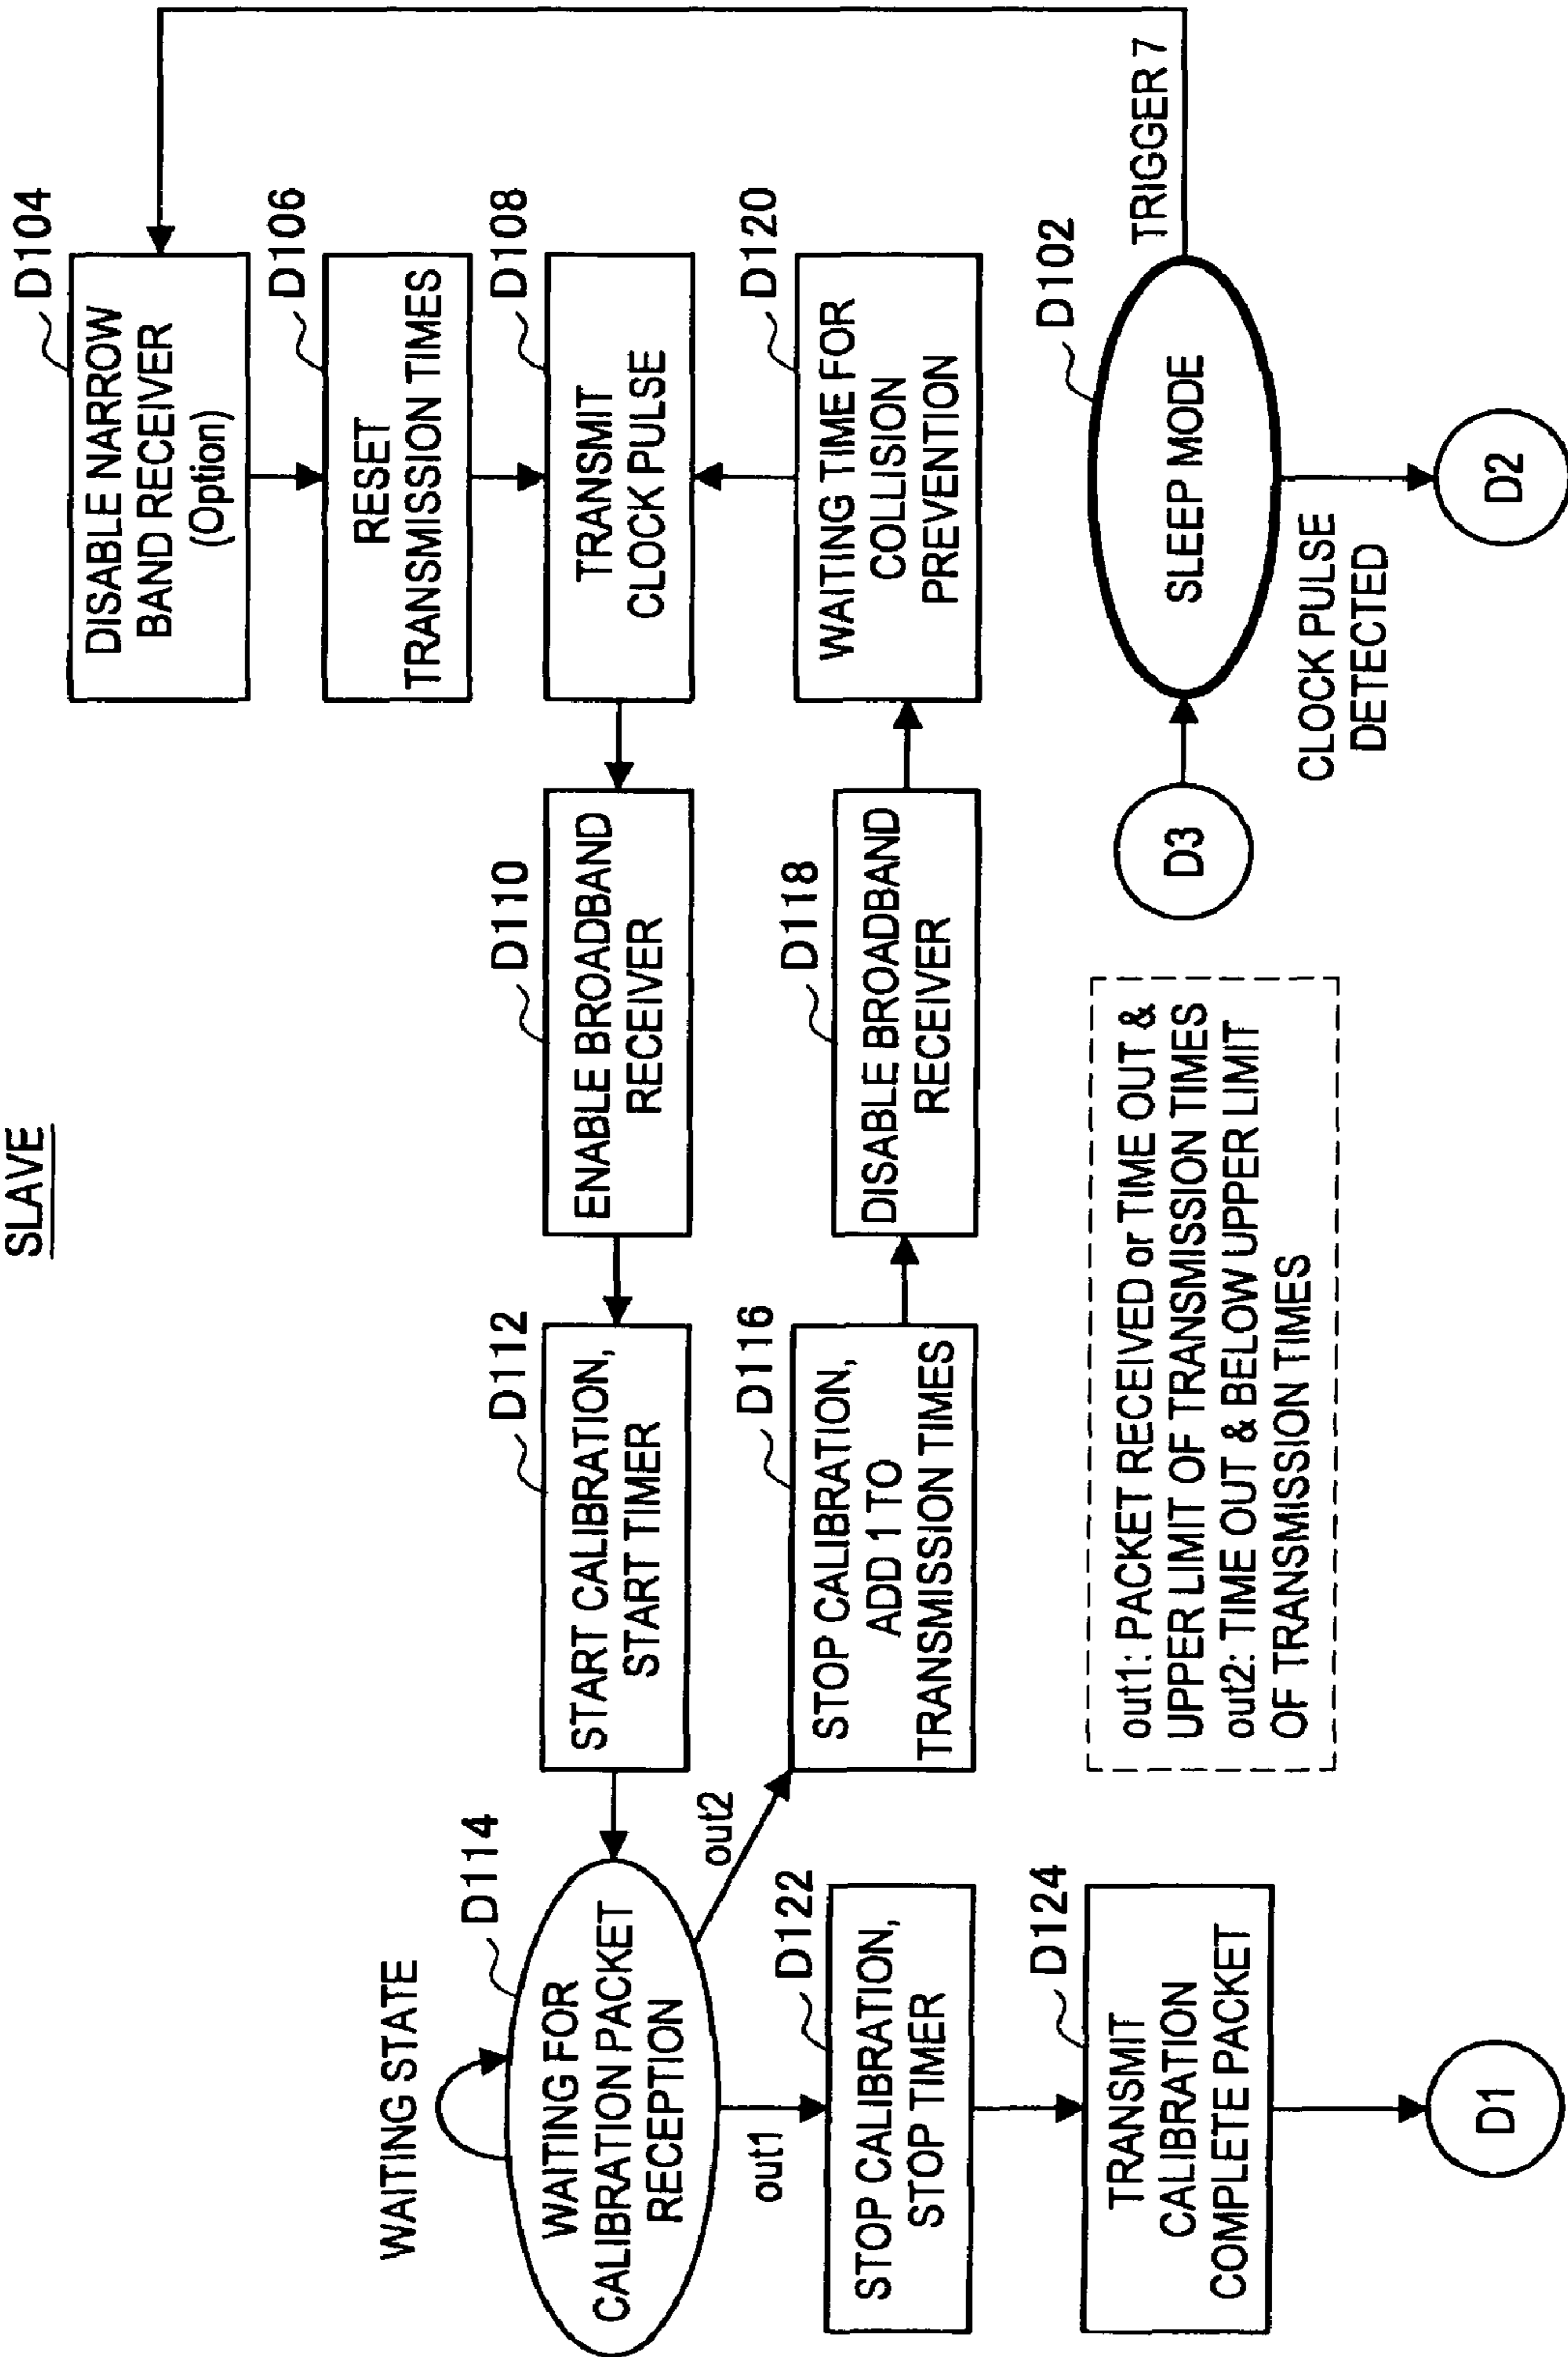 SLAVE
WAITING STATE
D114
WAITING FOR
CALIBRATION PACKET
RECEPTION
out1
out2
D112
START CALIBRATION,
START TIMER
D110
ENABLE BROADBAND
RECEIVER
D108
TRANSMIT
CLOCK PULSE
D106
RESET
TRANSMISSION TIMES
D104
DISABLE NARROW
BAND RECEIVER
(Option)
D122
STOP CALIBRATION,
STOP TIMER
D116
STOP CALIBRATION,
ADD 1 TO
TRANSMISSION TIMES
D118
DISABLE BROADBAND
RECEIVER
D120
WAITING TIME FOR
COLLISION
PREVENTION
D124
TRANSMIT
CALIBRATION
COMPLETE PACKET
D1
out1: PACKET RECEIVED or TIME OUT &
UPPER LIMIT OF TRANSMISSION TIMES
out2: TIME OUT & BELOW UPPER LIMIT
OF TRANSMISSION TIMES
D3
D102
SLEEP MODE
TRIGGER 7
CLOCK PULSE
DETECTED
D2